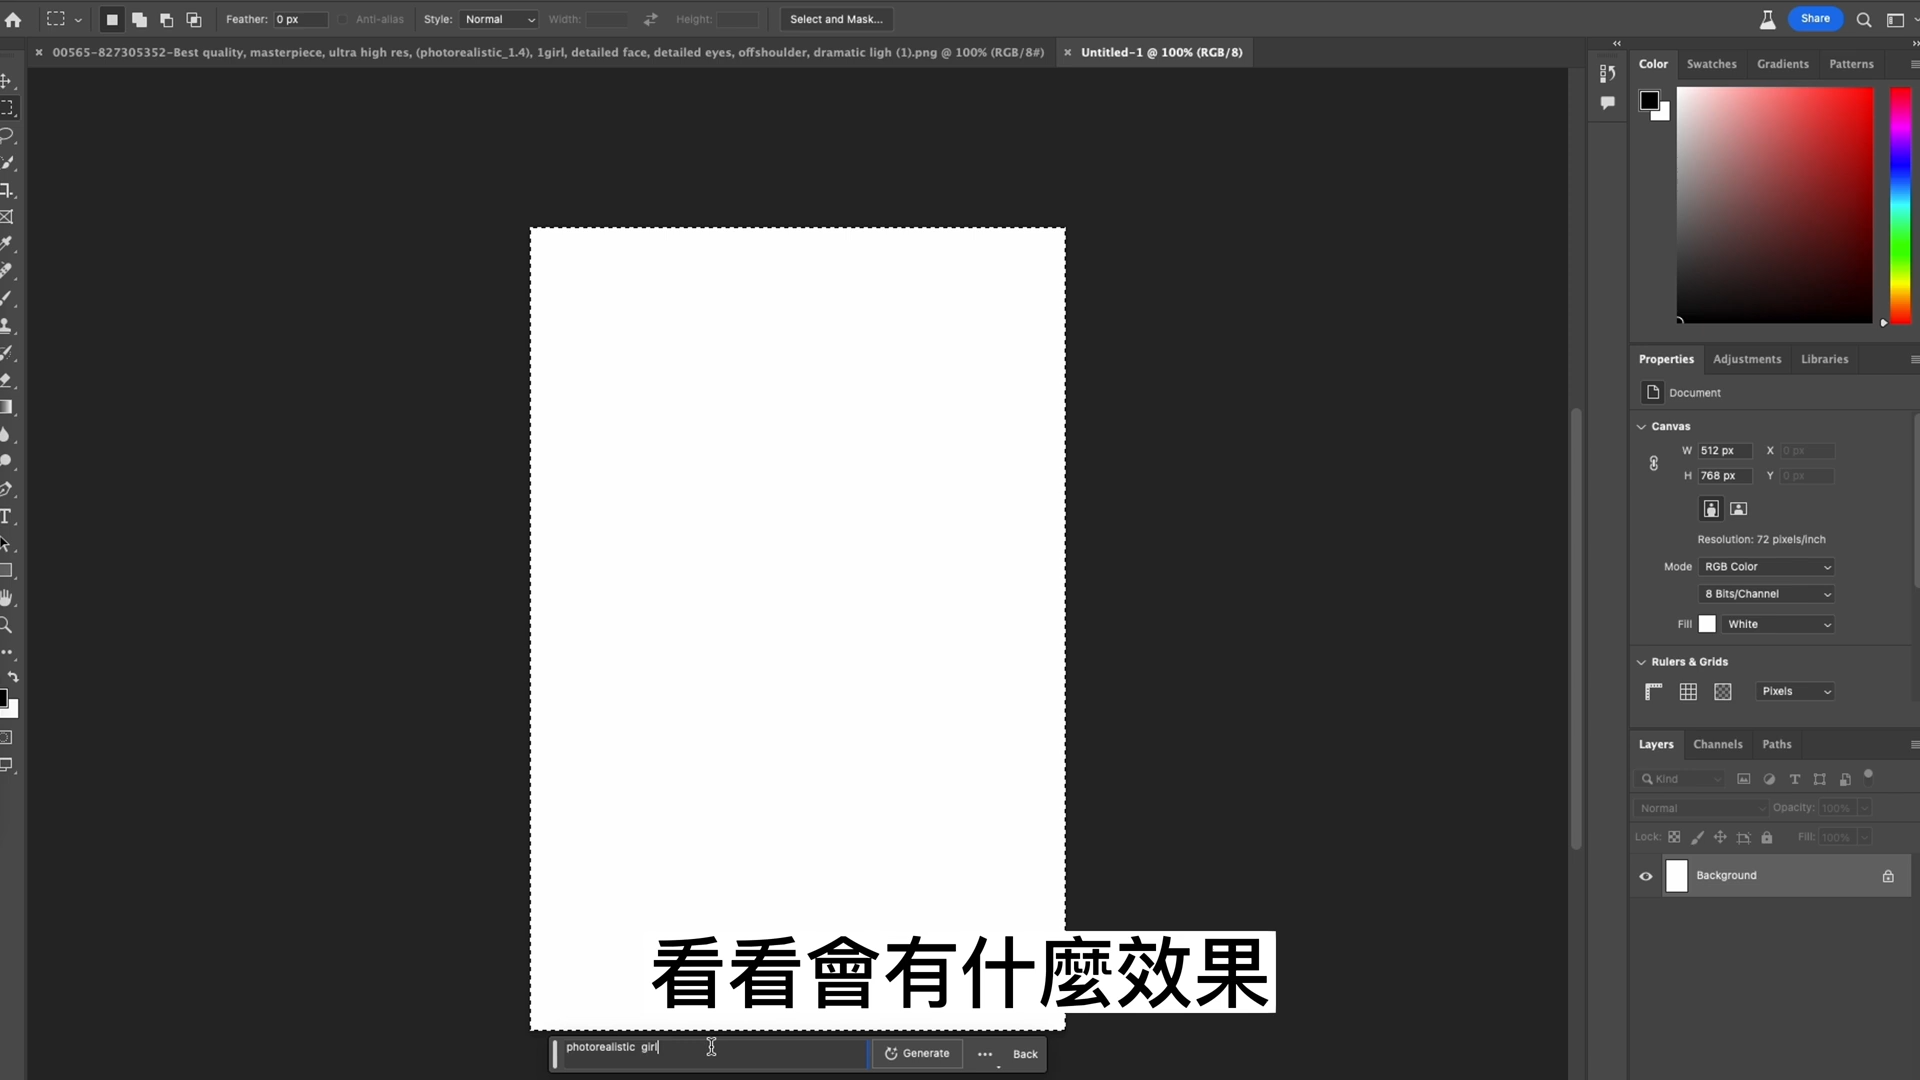 Feather: 0 px Anti-alias Style: Normal Width: Height: Select and Mask... Share
× 00565-827305352-Best quality, masterpiece, ultra high res, (photorealistic_1.4), 1girl, detailed face, detailed eyes, offshoulder, dramatic ligh (1).png @ 100% (RGB/8#) × Untitled-1 @ 100% (RGB/8)
Color Swatches Gradients Patterns
Properties Adjustments Libraries
Document
Canvas
W 512 px X 0 px
H 768 px Y 0 px
Resolution: 72 pixels/inch
Mode RGB Color
8 Bits/Channel
Fill White
Rulers & Grids
Pixels
Layers Channels Paths
Kind
Normal Opacity: 100%
Lock: Fill: 100%
Background
看看會有什麼效果
photorealistic girl Generate ... Back